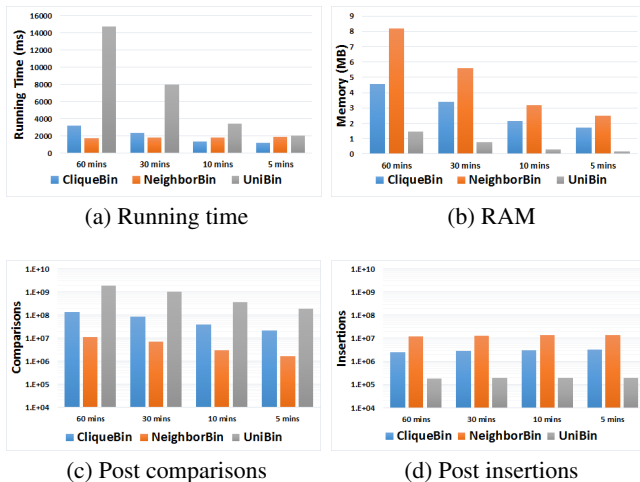 Running Time (ms)
16000
14000
12000
10000
8000
6000
4000
2000
0
60 mins 30 mins 10 mins 5 mins
CliqueBin NeighborBin UniBin
(a) Running time
Memory (MB)
9
8
7
6
5
4
3
2
1
0
60 mins 30 mins 10 mins 5 mins
CliqueBin NeighborBin UniBin
(b) RAM
Comparisons
1.E+10
1.E+09
1.E+08
1.E+07
1.E+06
1.E+05
1.E+04
60 mins 30 mins 10 mins 5 mins
CliqueBin NeighborBin UniBin
(c) Post comparisons
Insertions
1.E+10
1.E+09
1.E+08
1.E+07
1.E+06
1.E+05
1.E+04
60 mins 30 mins 10 mins 5 mins
CliqueBin NeighborBin UniBin
(d) Post insertions